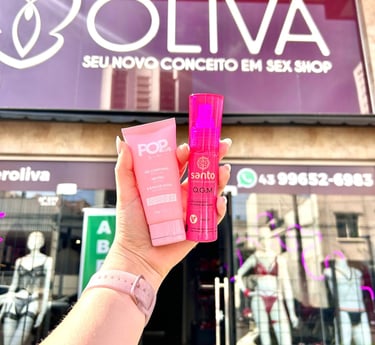 OLIVA
SEU NOVO CONCEITO EM SEX SHOP
eroliva
43 99652-6983
POP
santo
O.G.M
A
B
E